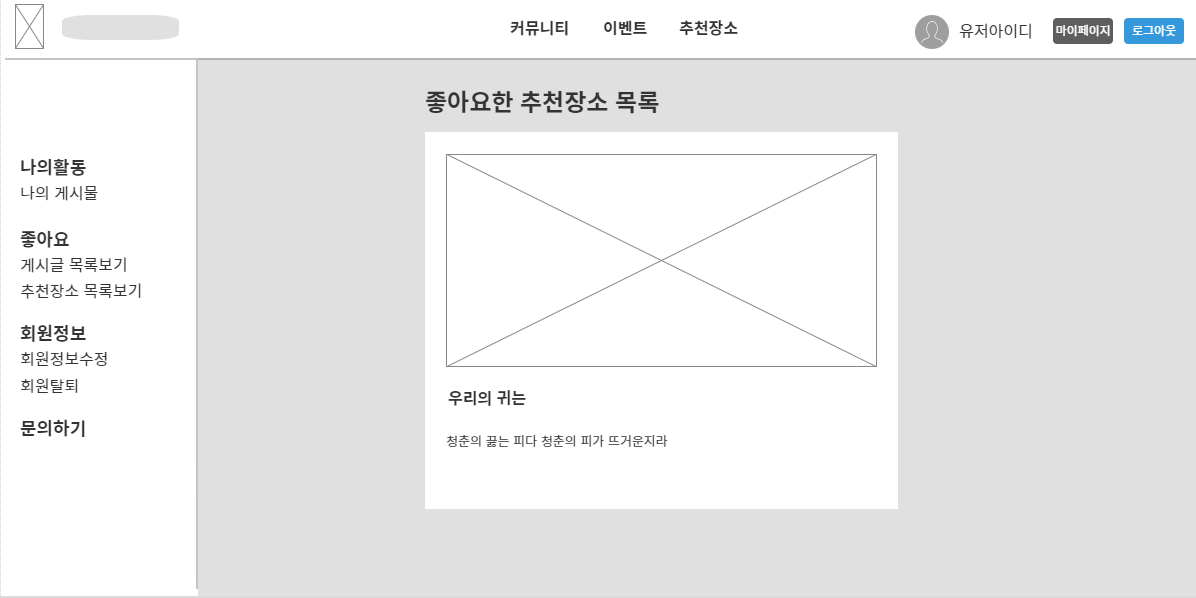 커뮤니티 이벤트 추천장소 유저아이디 마이페이지 로그아웃
나의활동
나의 게시물
좋아요
게시글 목록보기
추천장소 목록보기
회원정보
회원정보수정
회원탈퇴
문의하기
좋아요한 추천장소 목록
우리의 귀는
청춘의 끓는 피다 청춘의 피가 뜨거운지라